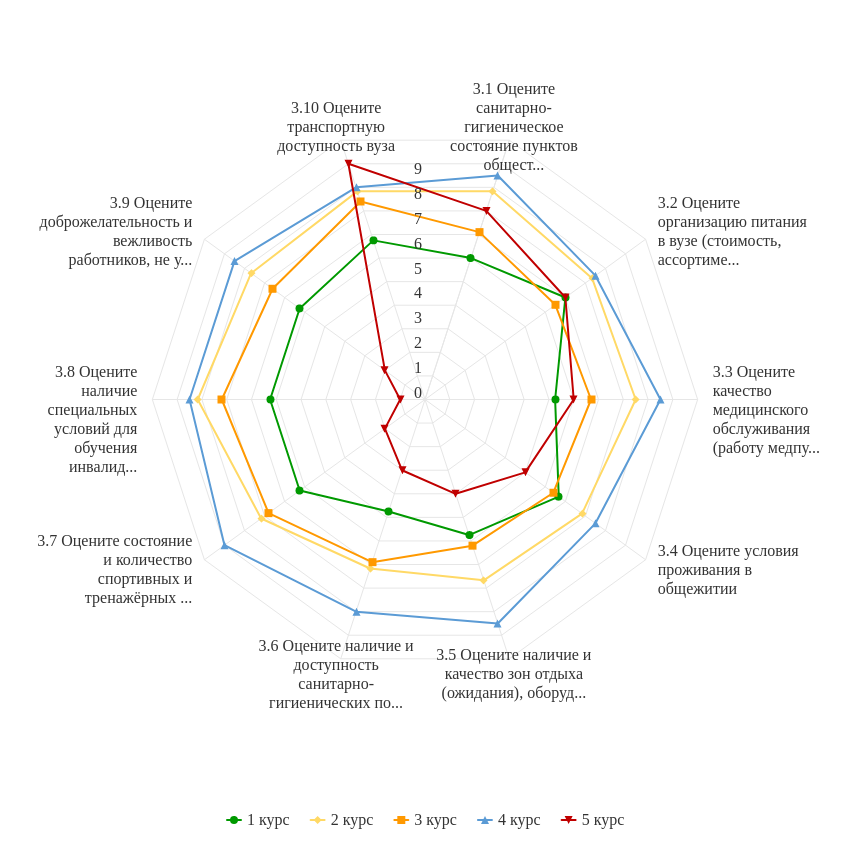 3.1 Оцените
санитарно-
гигиеническое
состояние пунктов
общест...
3.10 Оцените
транспортную
доступность вуза
3.2 Оцените
организацию питания
в вузе (стоимость,
ассортиме...
3.9 Оцените
доброжелательность и
вежливость
работников, не у...
9
8
7
6
5
4
3
2
1
0
3.8 Оцените
наличие
специальных
условий для
обучения
инвалид...
3.3 Оцените
качество
медицинского
обслуживания
(работу медпу...
3.7 Оцените состояние
и количество
спортивных и
тренажёрных ...
3.4 Оцените условия
проживания в
общежитии
3.6 Оцените наличие и
доступность
санитарно-
гигиенических по...
3.5 Оцените наличие и
качество зон отдыха
(ожидания), оборуд...
1 курс 2 курс 3 курс 4 курс 5 курс